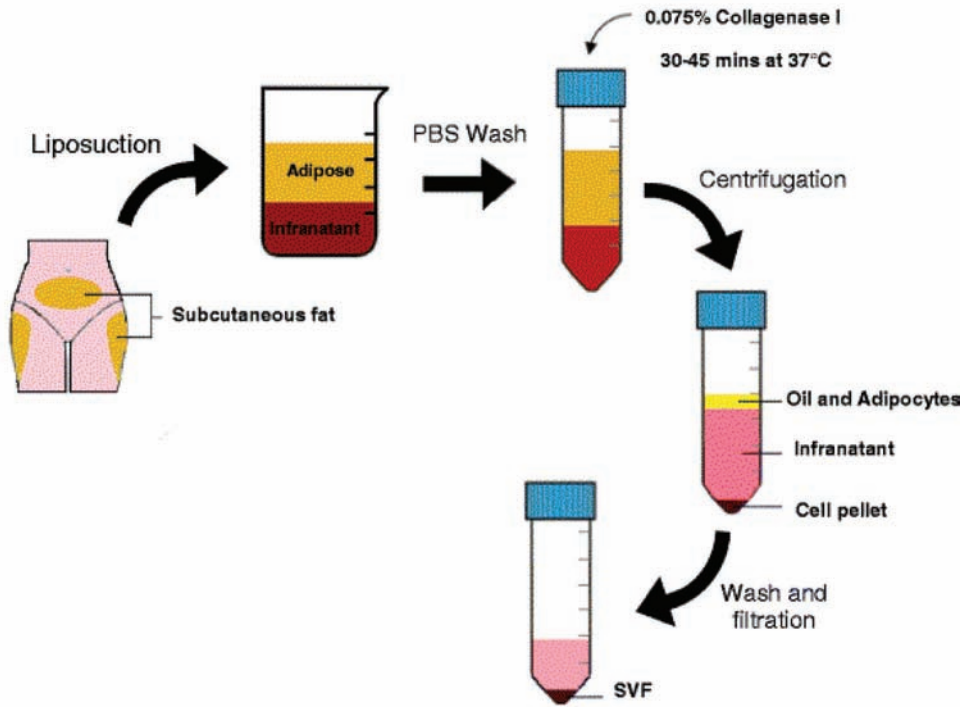 0.075% Collagenase I
30-45 mins at 37°C
Liposuction
PBS Wash
Adipose
Infranatant
Centrifugation
Subcutaneous fat
Oil and Adipocytes
Infranatant
Cell pellet
Wash and
filtration
SVF